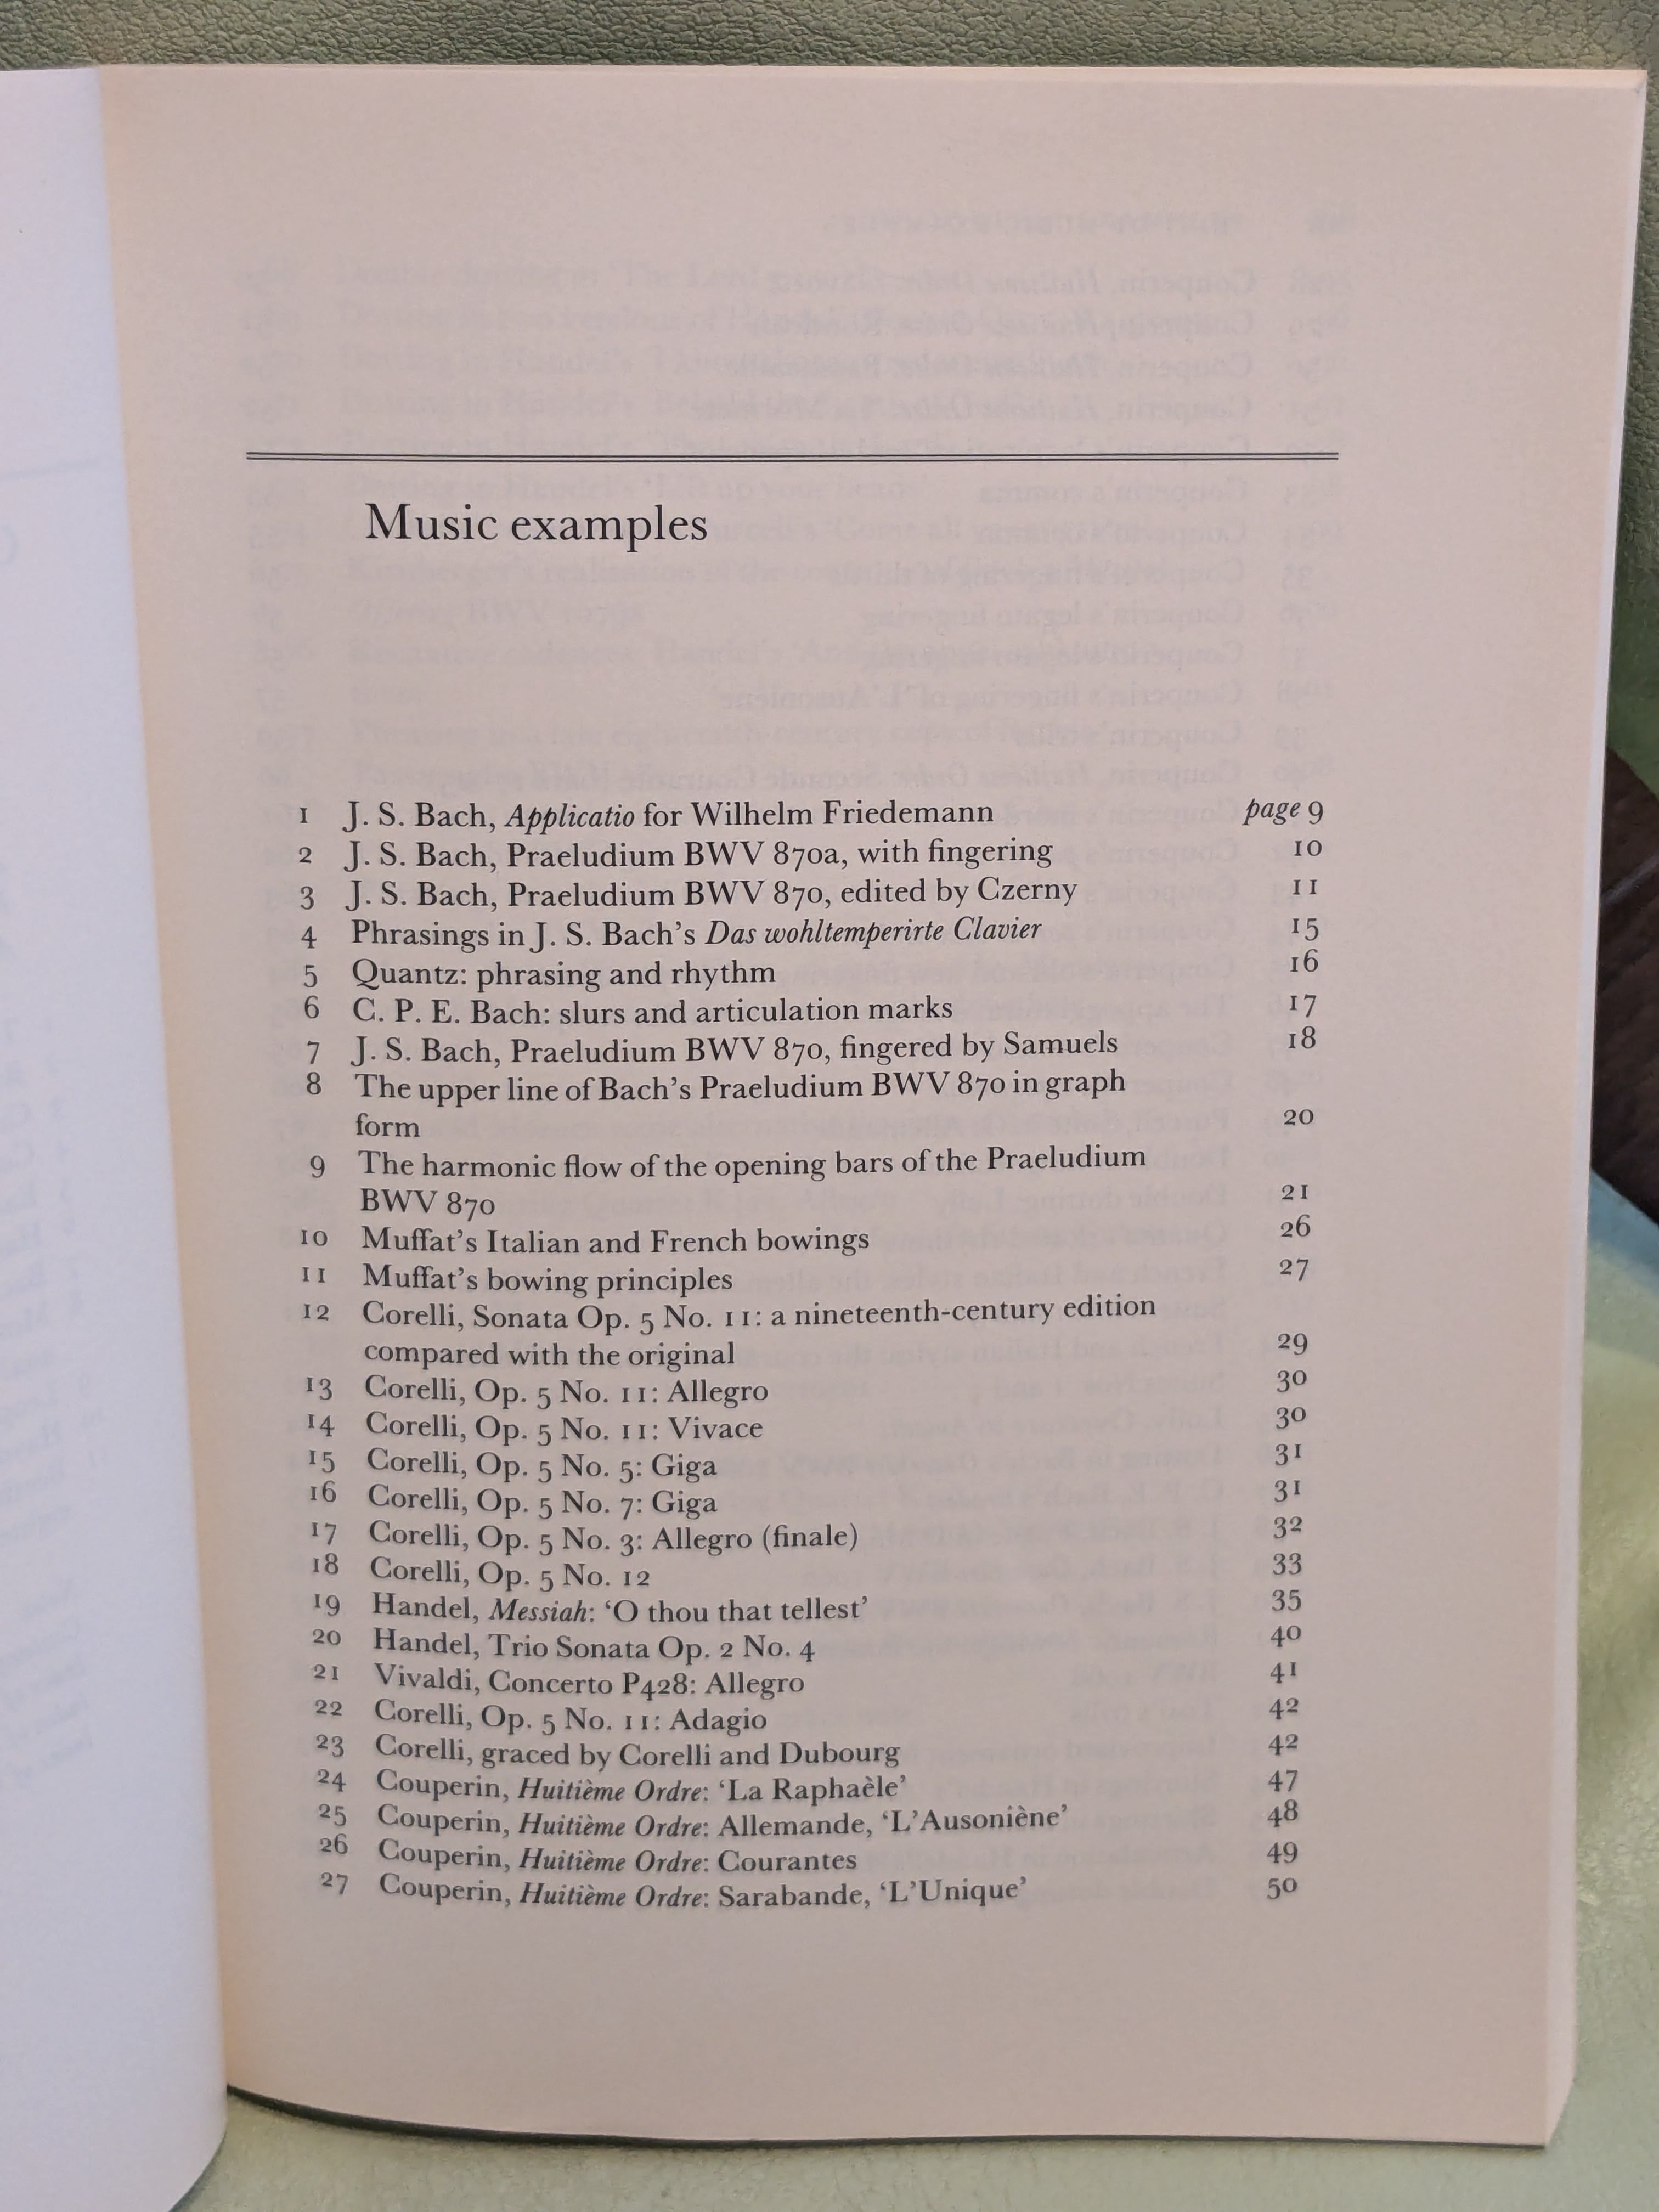 Music examples
1 J. S. Bach, Applicatio for Wilhelm Friedemann page 9
2 J. S. Bach, Praeludium BWV 870a, with fingering 10
3 J. S. Bach, Praeludium BWV 870, edited by Czerny 11
4 Phrasings in J. S. Bach's Das wohltemperirte Clavier 15
5 Quantz: phrasing and rhythm 16
6 C. P. E. Bach: slurs and articulation marks 17
7 J. S. Bach, Praeludium BWV 870, fingered by Samuels 18
8 The upper line of Bach's Praeludium BWV 870 in graph
form 20
9 The harmonic flow of the opening bars of the Praeludium
BWV 870 21
10 Muffat's Italian and French bowings 26
11 Muffat's bowing principles 27
12 Corelli, Sonata Op. 5 No. 11: a nineteenth-century edition
compared with the original 29
13 Corelli, Op. 5 No. 11: Allegro 30
14 Corelli, Op. 5 No. 11: Vivace 30
15 Corelli, Op. 5 No. 5: Giga 31
16 Corelli, Op. 5 No. 7: Giga 31
17 Corelli, Op. 5 No. 3: Allegro (finale) 32
18 Corelli, Op. 5 No. 12 33
19 Handel, Messiah: 'O thou that tellest' 35
20 Handel, Trio Sonata Op. 2 No. 4 40
21 Vivaldi, Concerto P428: Allegro 41
22 Corelli, Op. 5 No. 11: Adagio 42
23 Corelli, graced by Corelli and Dubourg 42
24 Couperin, Huitième Ordre: 'La Raphaèle' 47
25 Couperin, Huitième Ordre: Allemande, 'L'Ausoniène' 48
26 Couperin, Huitième Ordre: Courantes 49
27 Couperin, Huitième Ordre: Sarabande, 'L'Unique' 50